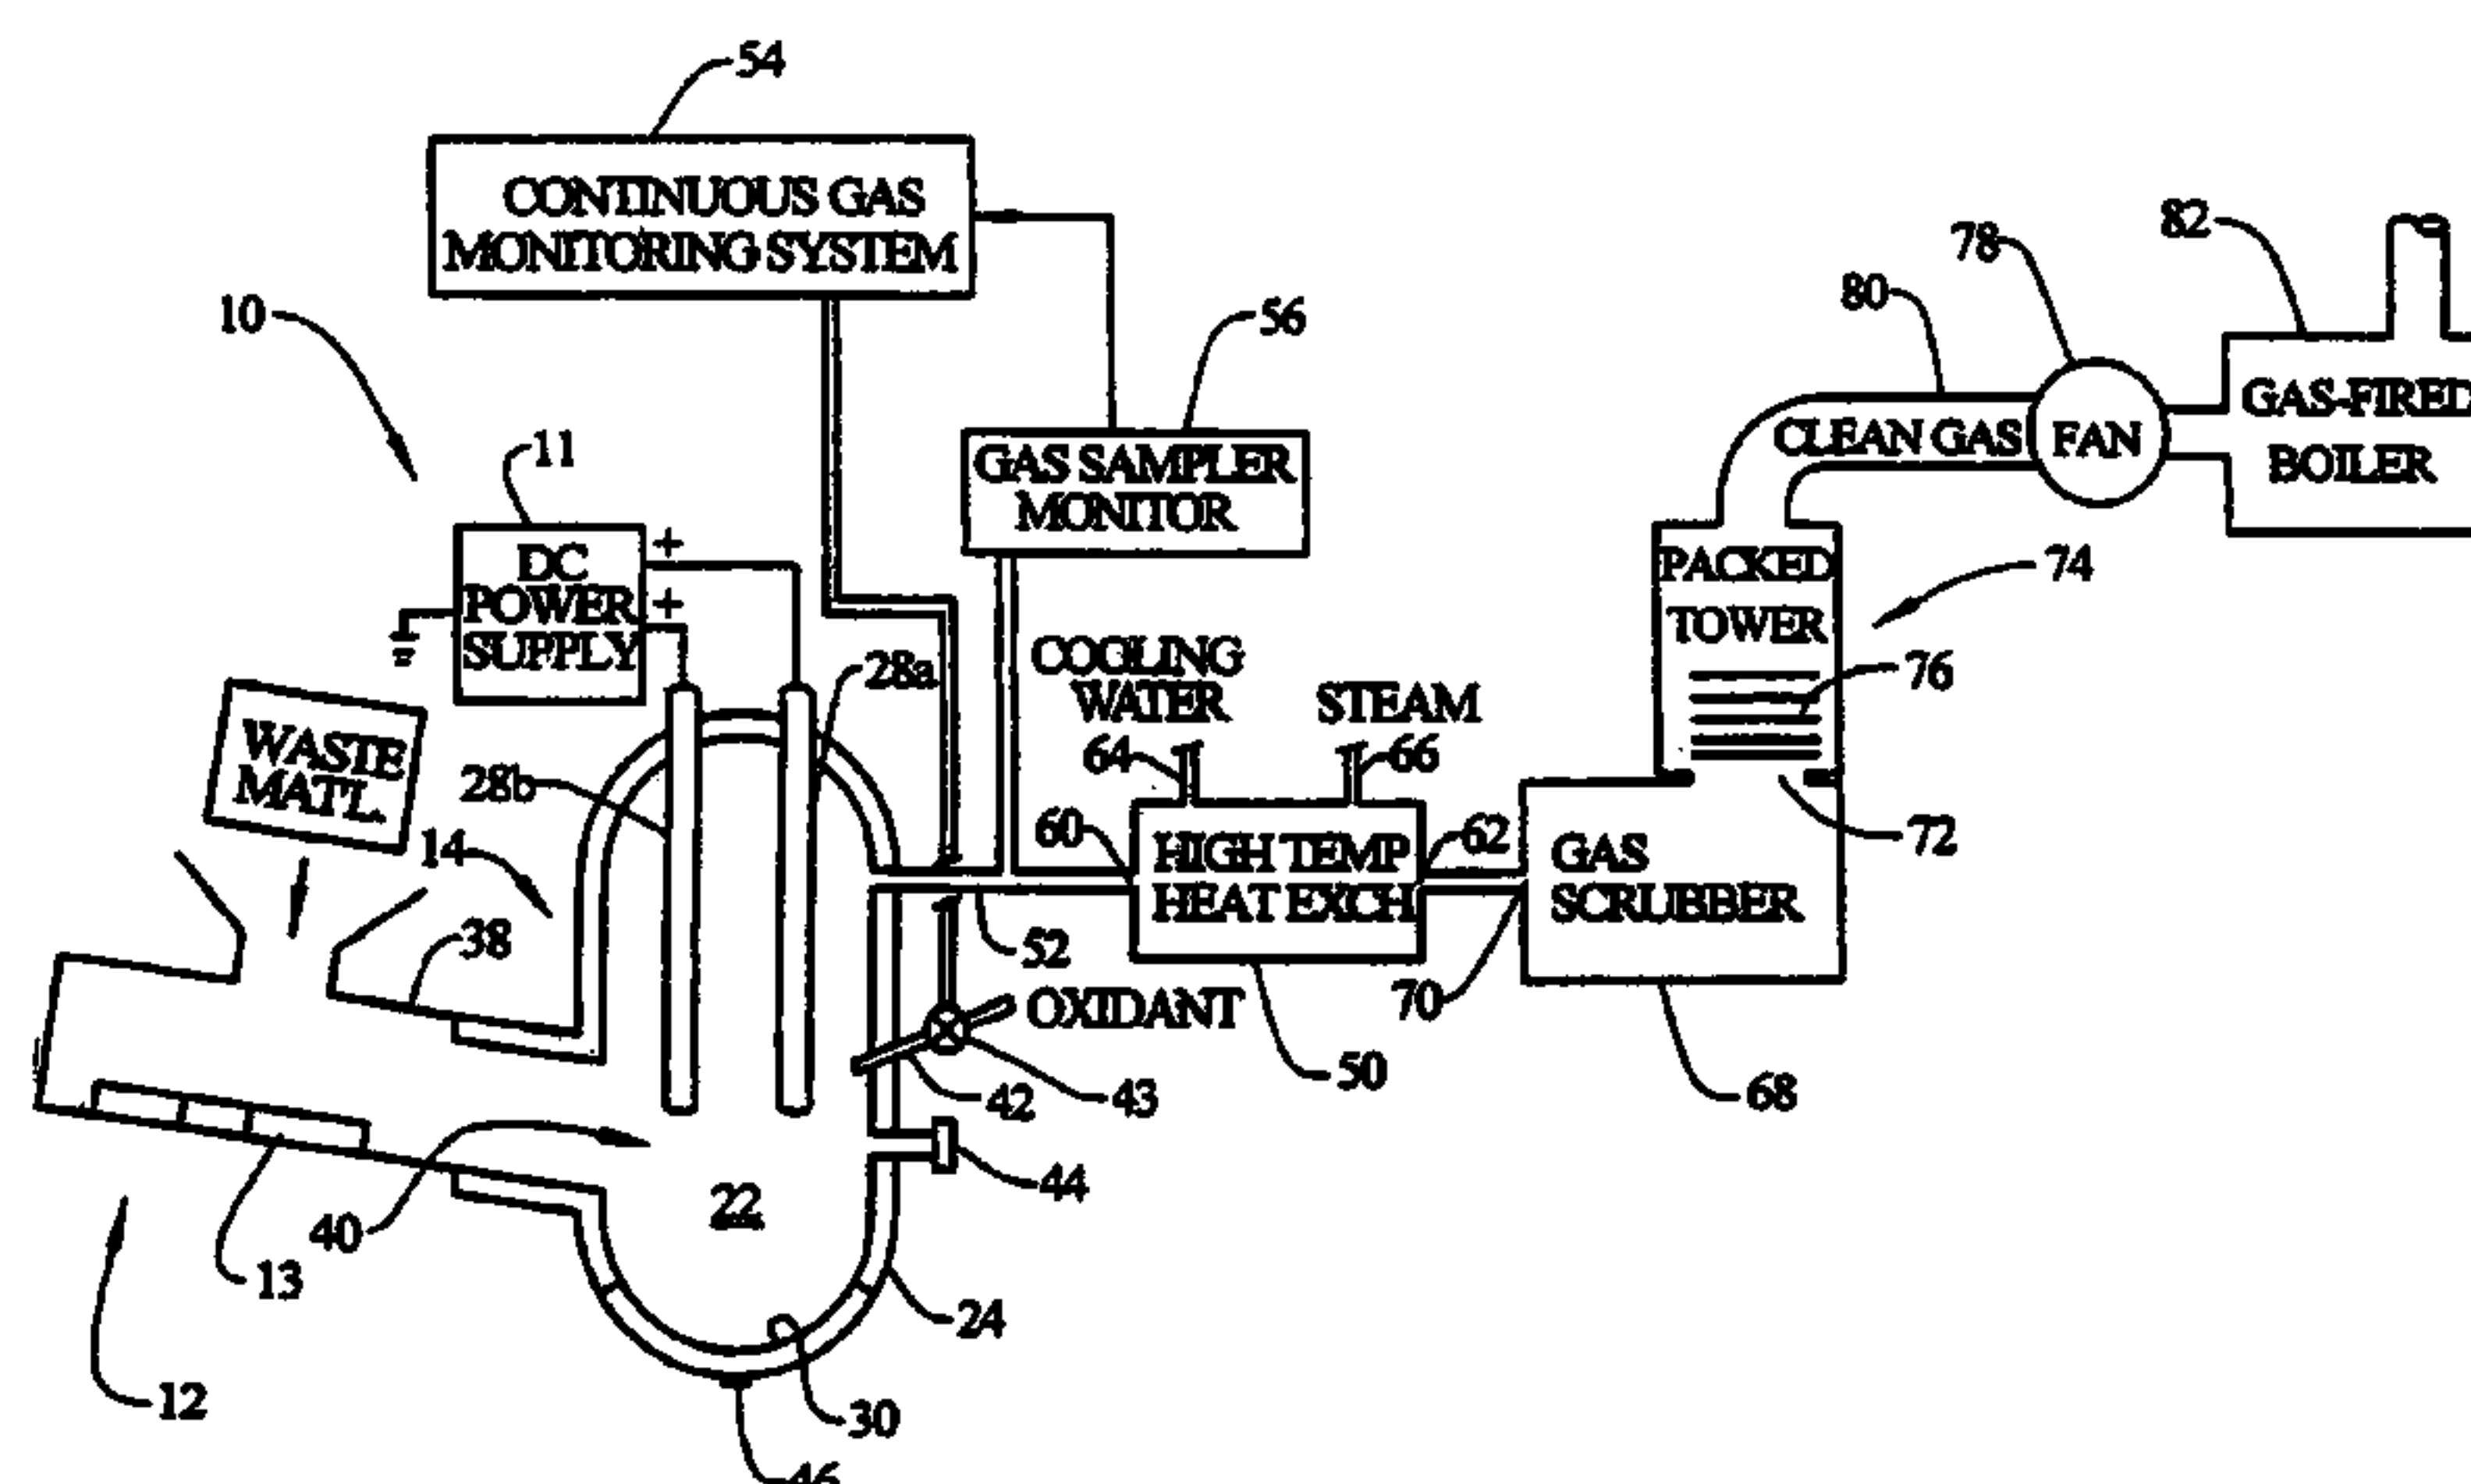 54
CONTINUOUS GAS
MONITORING SYSTEM
10
56
78
82
80
11
GAS SAMPLER
MONITOR
CLEAN GAS
FAN
GAS-FIRED
BOILER
DC
POWER
SUPPLY
+
+
28a
COOLING
WATER
STEAM
PACKED
TOWER
74
76
WASTE
MAT'L.
28b
64
66
14
60
HIGH TEMP
HEAT EXCH
62
GAS
SCRUBBER
72
38
52
OXIDANT
70
50
42
43
68
44
22
40
13
24
12
30
46